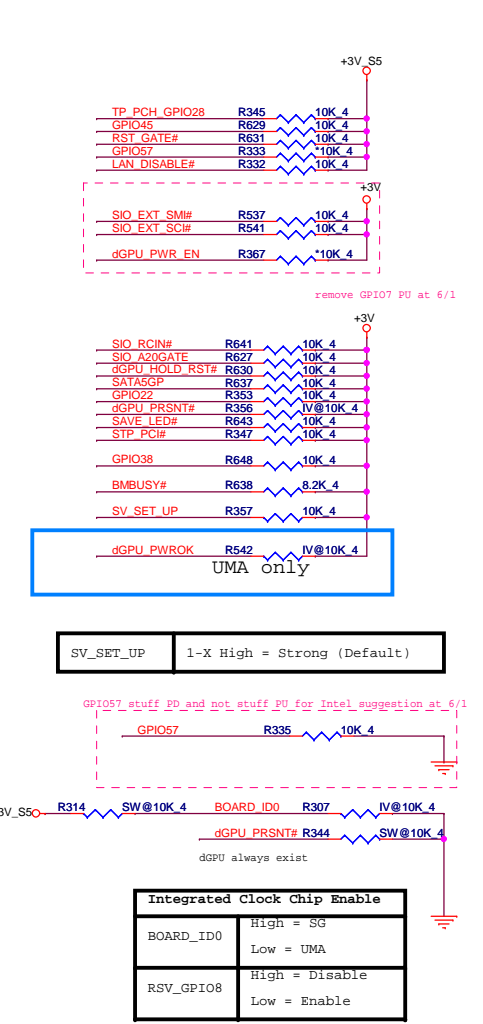 +3V_S5
TP_PCH_GPIO28 R345 10K_4
GPIO45 R629 10K_4
RST_GATE# R631 10K_4
GPIO57 R333 *10K_4
LAN_DISABLE# R332 10K_4
+3V
SIO_EXT_SMI# R537 10K_4
SIO_EXT_SCI# R541 10K_4
dGPU_PWR_EN R367 *10K_4
remove GPIO7 PU at 6/1
+3V
SIO_RCIN# R641 10K_4
SIO_A20GATE R627 10K_4
dGPU_HOLD_RST# R630 10K_4
SATA5GP R637 10K_4
GPIO22 R353 10K_4
dGPU_PRSNT# R356 IV@10K_4
SAVE_LED# R643 10K_4
STP_PCI# R347 10K_4
GPIO38 R648 10K_4
BMBUSY# R638 8.2K_4
SV_SET_UP R357 10K_4
dGPU_PWROK R542 IV@10K_4
UMA only
SV_SET_UP 1-X High = Strong (Default)
GPIO57 stuff PD and not stuff PU for Intel suggestion at 6/1
GPIO57 R335 10K_4
3V_S5 R314 SW@10K_4 BOARD_ID0 R307 IV@10K_4
dGPU_PRSNT# R344 SW@10K_4
dGPU always exist
Integrated Clock Chip Enable
BOARD_ID0 High = SG
Low = UMA
RSV_GPIO8 High = Disable
Low = Enable